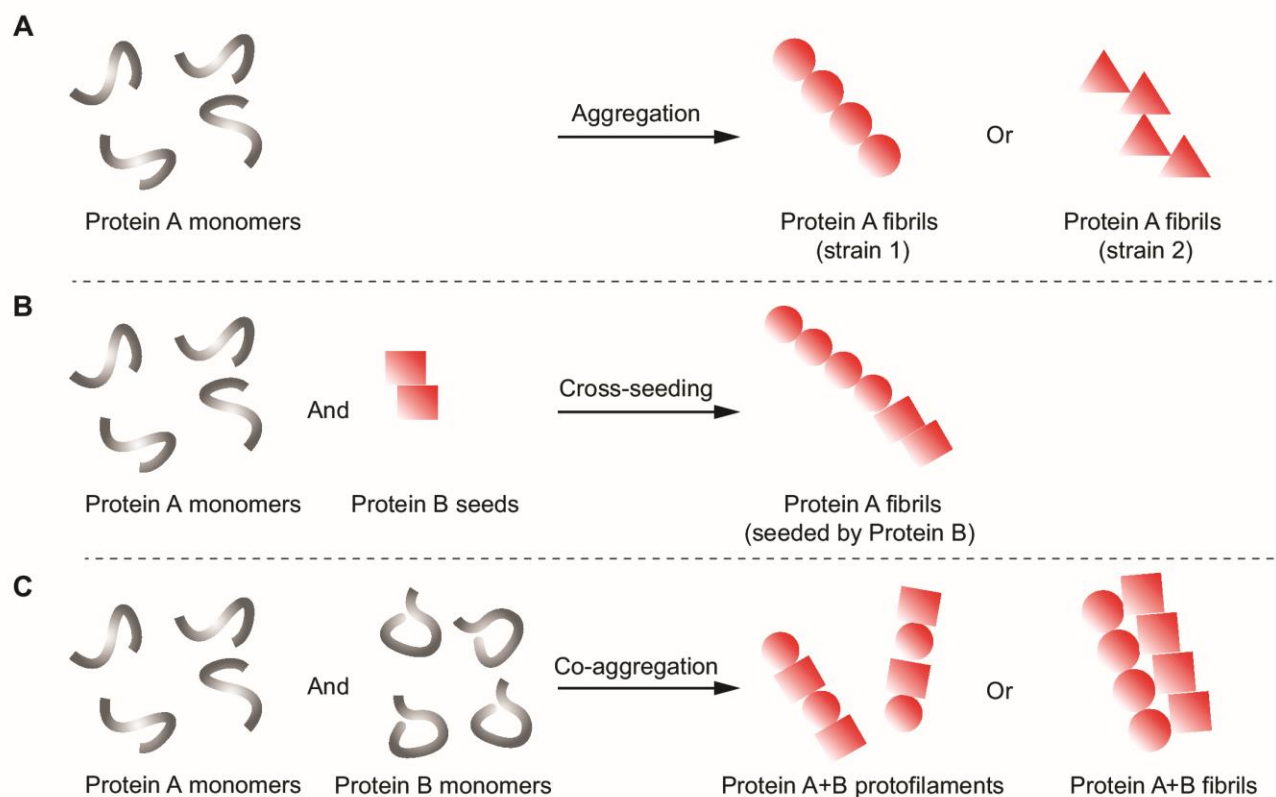 A
Aggregation
Or
Protein A monomers
Protein A fibrils
(strain 1)
Protein A fibrils
(strain 2)
B
And
Cross-seeding
Protein A monomers
Protein B seeds
Protein A fibrils
(seeded by Protein B)
C
And
Co-aggregation
Or
Protein A monomers
Protein B monomers
Protein A+B protofilaments
Protein A+B fibrils